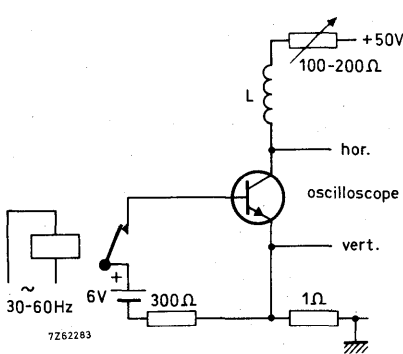 +50V
100-200Ω
L
hor.
oscilloscope
vert.
+
6V
300Ω
1Ω
~
30-60Hz
7Z62283